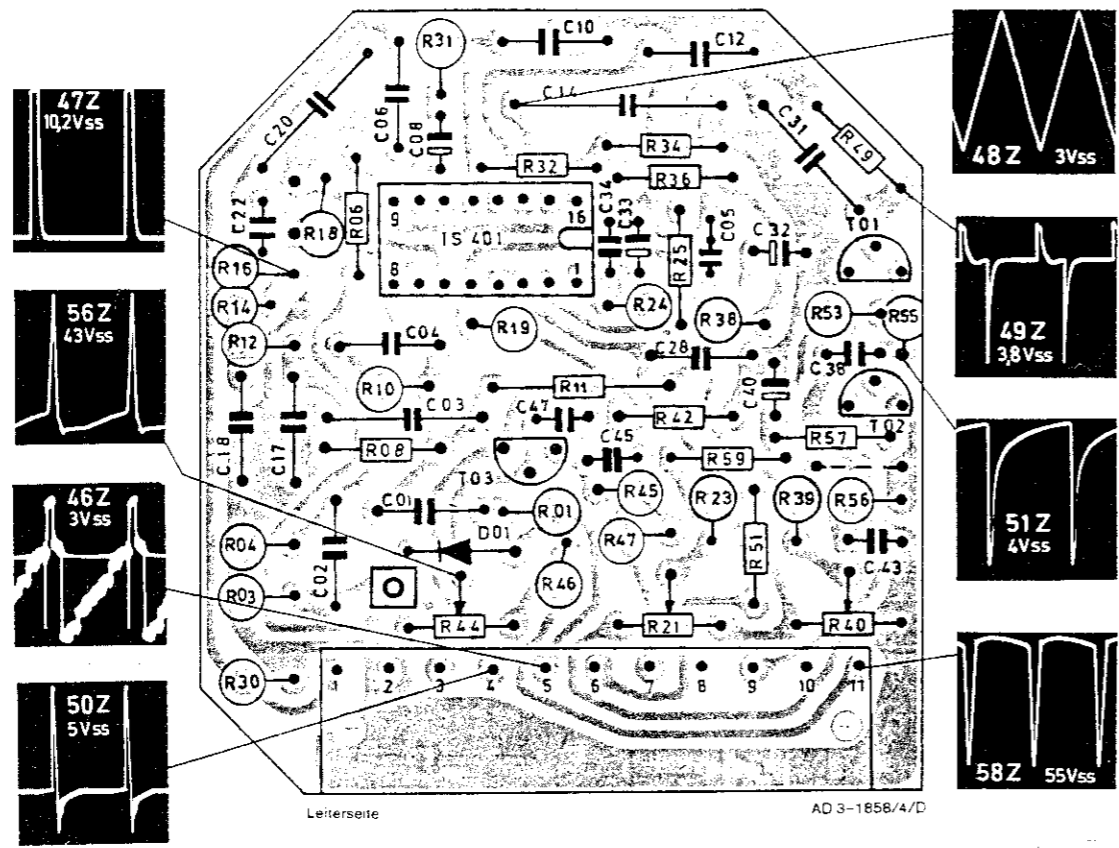 47Z
10,2Vss
56Z
43Vss
46Z
3Vss
50Z
5Vss
R31
C10
C12
C20
C06
C08
C14
C31
R49
R32
R34
R36
C22
R18
R06
9
16
IS 401
8
1
C34
C33
R25
C05
C32
T01
R16
R14
R12
R19
R24
R38
R53
R55
C04
C28
C38
R10
R11
C40
C03
C47
R42
T02
C18
C17
R08
T03
C45
R59
R57
C01
R01
R45
R23
R39
R56
R04
C02
D01
R47
R51
C43
R03
O
R46
R44
R21
R40
R30
1
2
3
4
5
6
7
8
9
10
11
48Z 3Vss
49Z
3,8Vss
51Z
4Vss
58Z 55Vss
Leiterseite
AD 3-1858/4/D